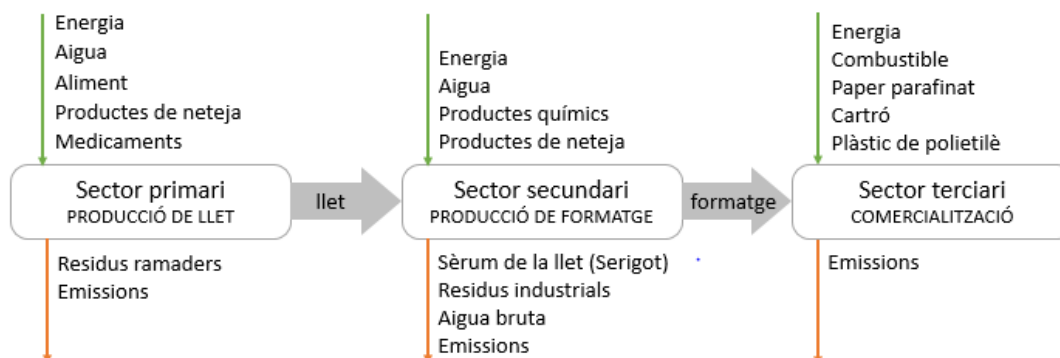 Energia
Aigua
Aliment
Productes de neteja
Medicaments
Sector primari
PRODUCCIÓ DE LLET
Residus ramaders
Emissions
llet
Energia
Aigua
Productes químics
Productes de neteja
Sector secundari
PRODUCCIÓ DE FORMATGE
Sèrum de la llet (Serigot)
Residus industrials
Aigua bruta
Emissions
formatge
Energia
Combustible
Paper parafinat
Cartró
Plàstic de polietilè
Sector terciari
COMERCIALITZACIÓ
Emissions